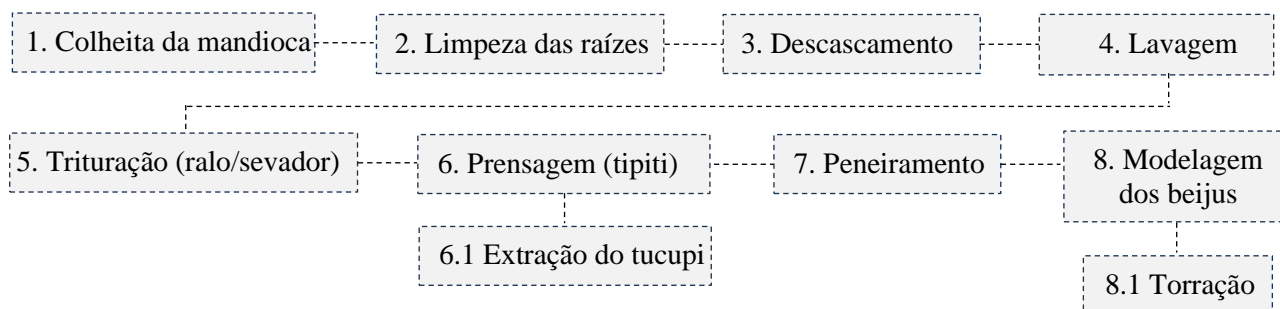 1. Colheita da mandioca
2. Limpeza das raízes
3. Descascamento
4. Lavagem
5. Trituração (ralo/sevador)
6. Prensagem (tipiti)
7. Peneiramento
8. Modelagem
dos beijus
6.1 Extração do tucupi
8.1 Torração